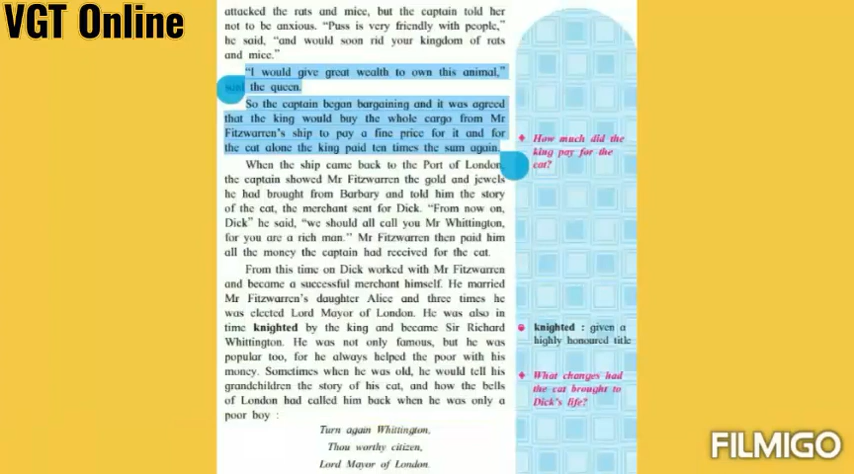 VGT Online
attacked the rats and mice, but the captain told her
not to be anxious. “Puss is very friendly with people,”
he said, “and would soon rid your kingdom of rats
and mice.”
“I would give great wealth to own this animal,”
said the queen.
So the captain began bargaining and it was agreed
that the king would buy the whole cargo from Mr
Fitzwarren’s ship to pay a fine price for it and for
the cat alone the king paid ten times the sum again.
When the ship came back to the Port of London,
the captain showed Mr Fitzwarren the gold and jewels
he had brought from Barbary and told him the story
of the cat, the merchant sent for Dick. “From now on,
Dick” he said, “we should all call you Mr Whittington,
for you are a rich man.” Mr Fitzwarren then paid him
all the money the captain had received for the cat.
From this time on Dick worked with Mr Fitzwarren
and became a successful merchant himself. He married
Mr Fitzwarren’s daughter Alice and three times he
was elected Lord Mayor of London. He was also in
time knighted by the king and became Sir Richard
Whittington. He was not only famous, but he was
popular too, for he always helped the poor with his
money. Sometimes when he was old, he would tell his
grandchildren the story of his cat, and how the bells
of London had called him back when he was only a
poor boy :
Turn again Whittington,
Thou worthy citizen,
Lord Mayor of London.
How much did the
king pay for the
cat?
knighted : given a
highly honoured title
What changes had
the cat brought to
Dick’s life?
FILMIGO